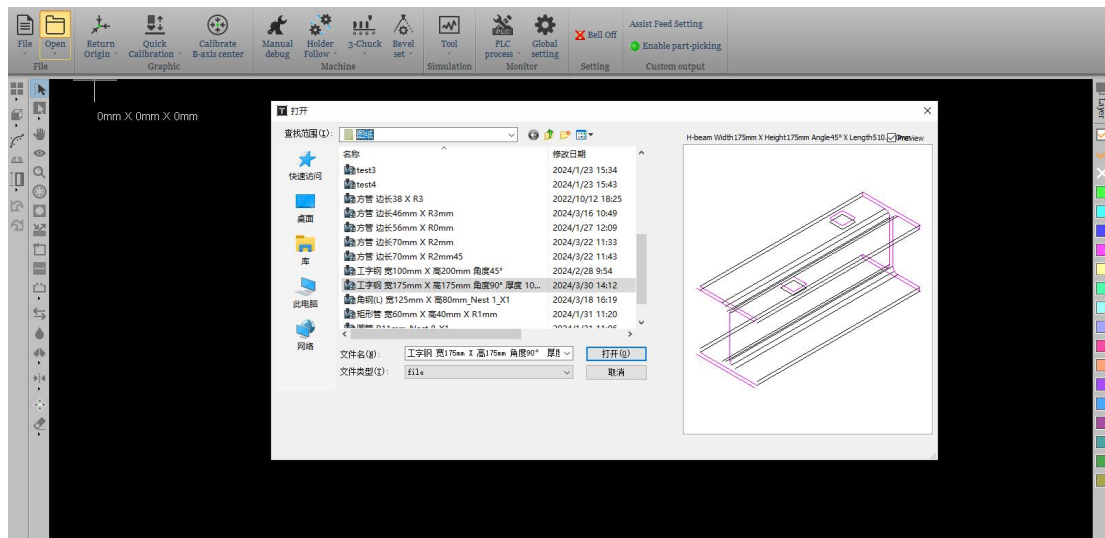 File Open Return Origin Quick Calibration Calibrate B-axis center Manual debug Holder Follow 3-Chuck Bevel set Tool PLC process Global setting Bell Off Assist Feed Setting
Enable part-picking
File Graphic Machine Simulation Monitor Setting Custom output
Layer
0mm X 0mm X 0mm
打开
查找范围(I): 图纸
H-beam Width175mm X Height175mm Angle45° X Length510. Preview
名称 修改日期
test3 2024/1/23 15:34
test4 2024/1/23 15:43
方管 边长38 X R3 2022/10/12 18:25
方管 边长46mm X R3mm 2024/3/16 10:49
方管 边长56mm X R0mm 2024/1/27 12:09
方管 边长70mm X R2mm 2024/3/22 11:33
方管 边长70mm X R2mm45 2024/3/22 11:43
工字钢 宽100mm X 高200mm 角度45° 2024/2/28 9:54
工字钢 宽175mm X 高175mm 角度90° 厚度 10... 2024/3/30 14:12
角钢(L) 宽125mm X 高80mm_Nest 1_X1 2024/3/18 16:19
矩形管 宽60mm X 高40mm X R1mm 2024/1/31 11:20
快速访问
桌面
库
此电脑
网络
文件名(N): 工字钢 宽175mm X 高175mm 角度90° 打开(O)
文件类型(T): file 取消